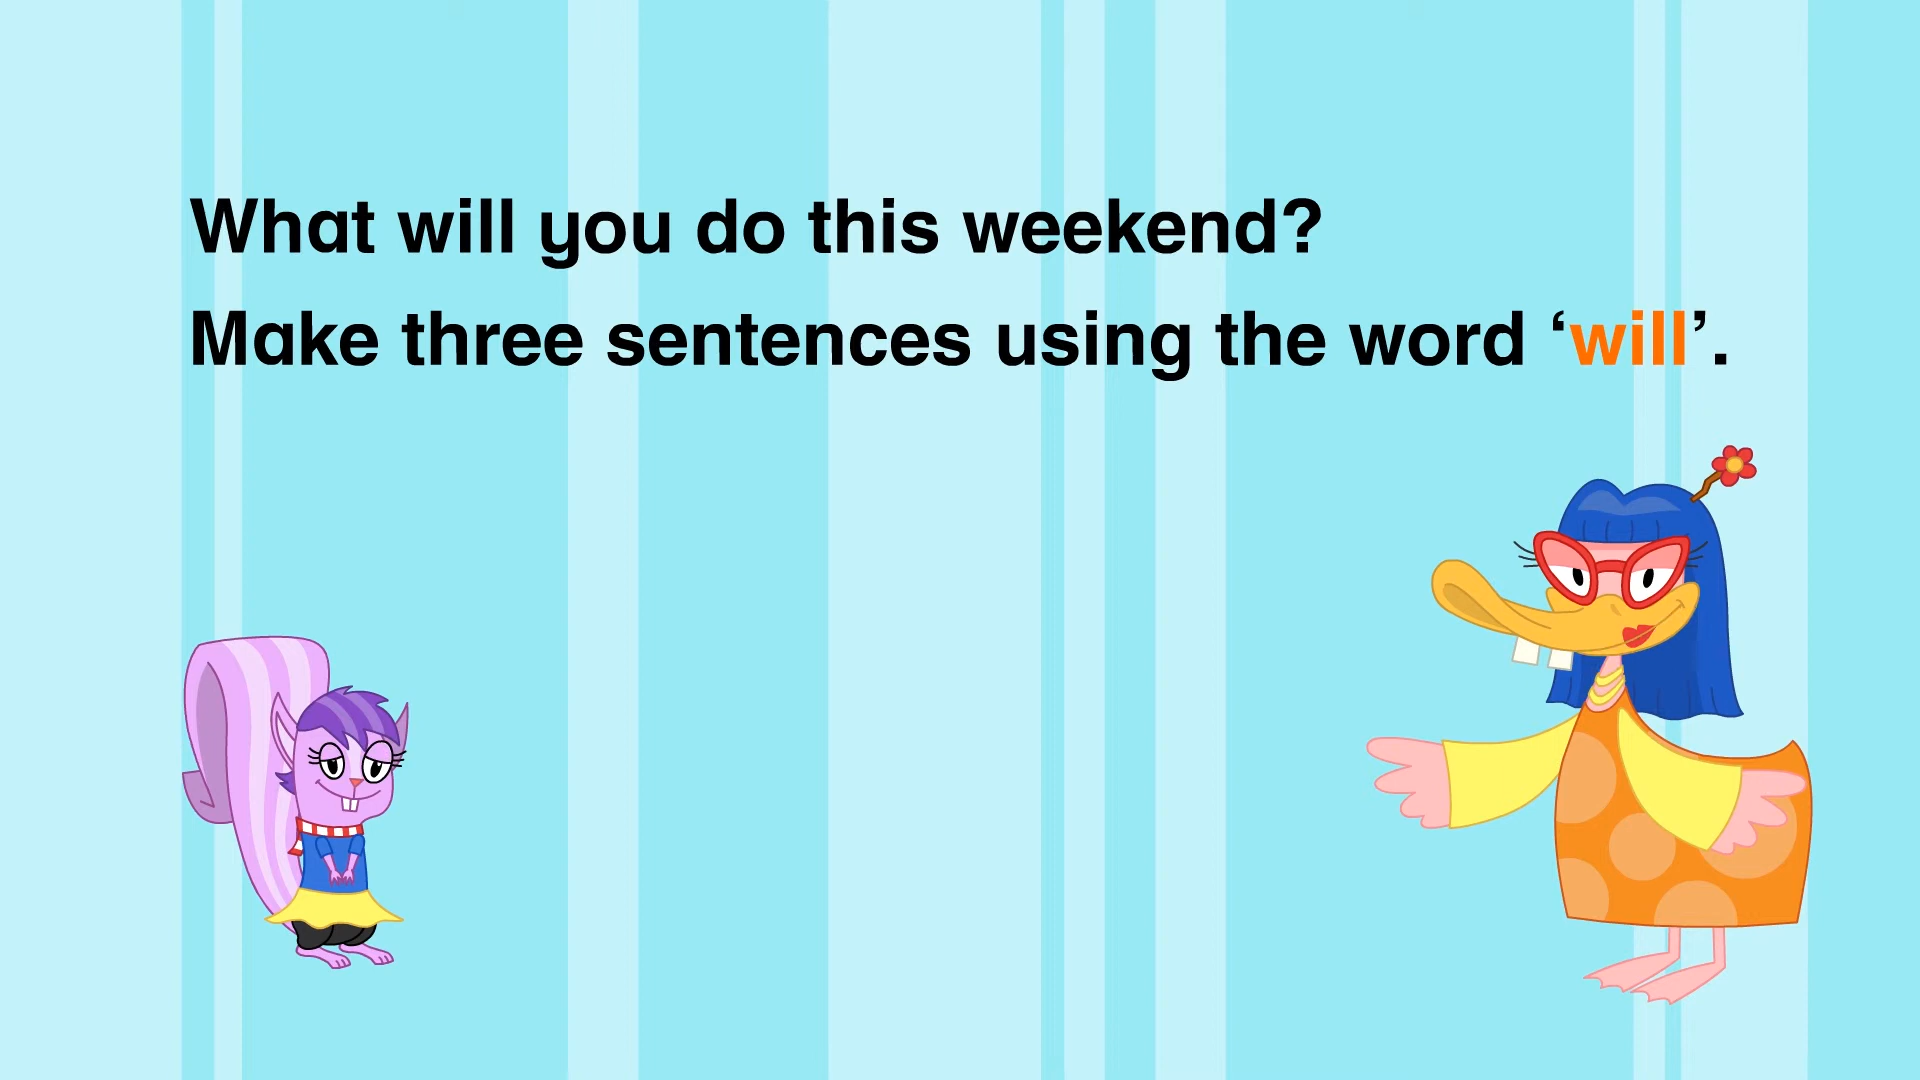 What will you do this weekend?
Make three sentences using the word ‘will’.